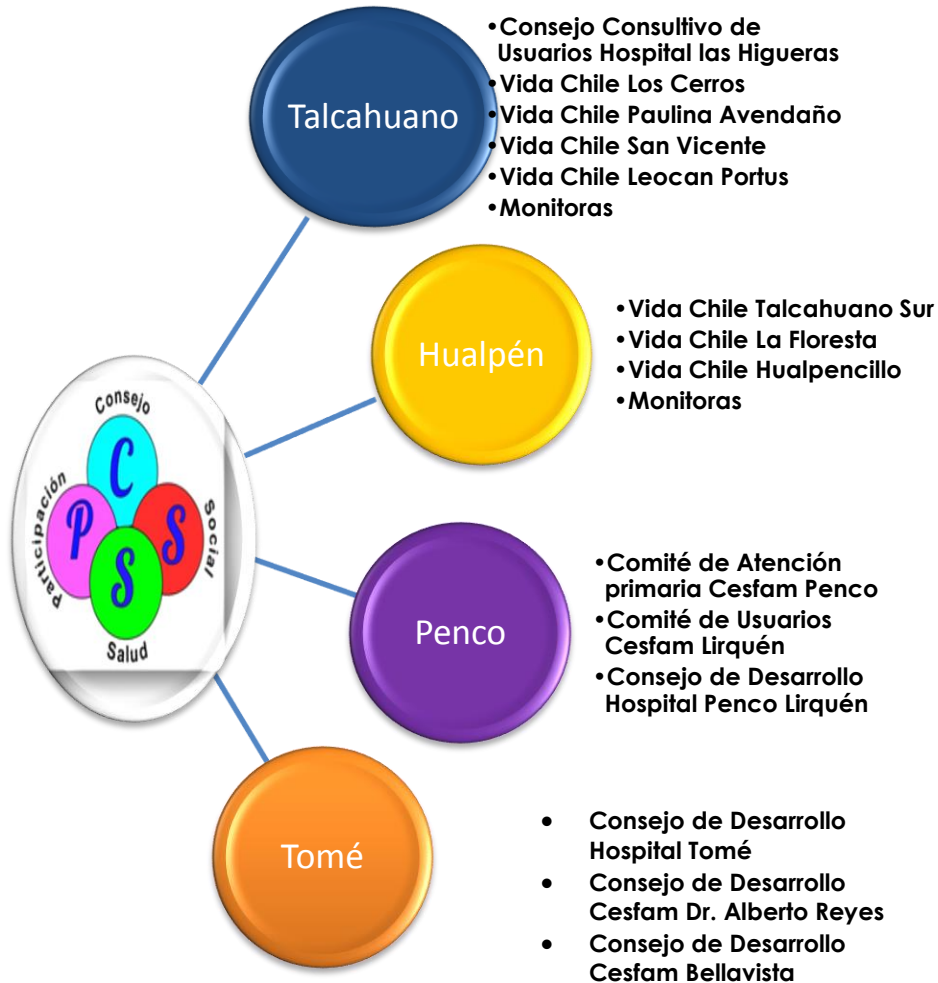 Talcahuano
•Consejo Consultivo de
Usuarios Hospital las Higueras
•Vida Chile Los Cerros
•Vida Chile Paulina Avendaño
•Vida Chile San Vicente
•Vida Chile Leocan Portus
•Monitoras
Hualpén
•Vida Chile Talcahuano Sur
•Vida Chile La Floresta
•Vida Chile Hualpencillo
•Monitoras
Consejo
Participación
Social
Salud
C
P
S
S
Penco
•Comité de Atención
primaria Cesfam Penco
•Comité de Usuarios
Cesfam Lirquén
•Consejo de Desarrollo
Hospital Penco Lirquén
Tomé
• Consejo de Desarrollo
Hospital Tomé
• Consejo de Desarrollo
Cesfam Dr. Alberto Reyes
• Consejo de Desarrollo
Cesfam Bellavista